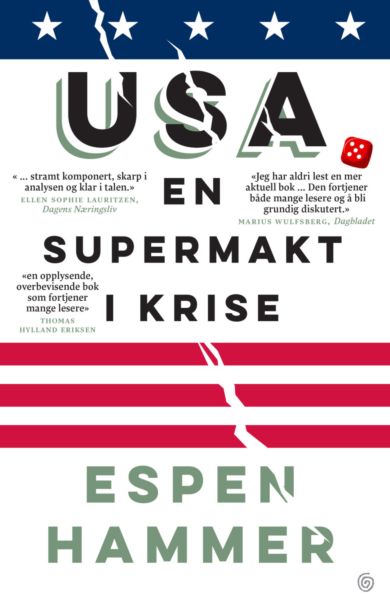 USA
« ... stramt komponert, skarp i
analysen og klar i talen.»
ELLEN SOPHIE LAURITZEN,
Dagens Næringsliv
«Jeg har aldri lest en mer
aktuell bok ... Den fortjener
både mange lesere og å bli
grundig diskutert.»
MARIUS WULFSBERG, Dagbladet
EN
SUPERMAKT
«en opplysende,
overbevisende bok
som fortjener
mange lesere»
THOMAS
HYLLAND ERIKSEN
I KRISE
ESPEN
HAMMER